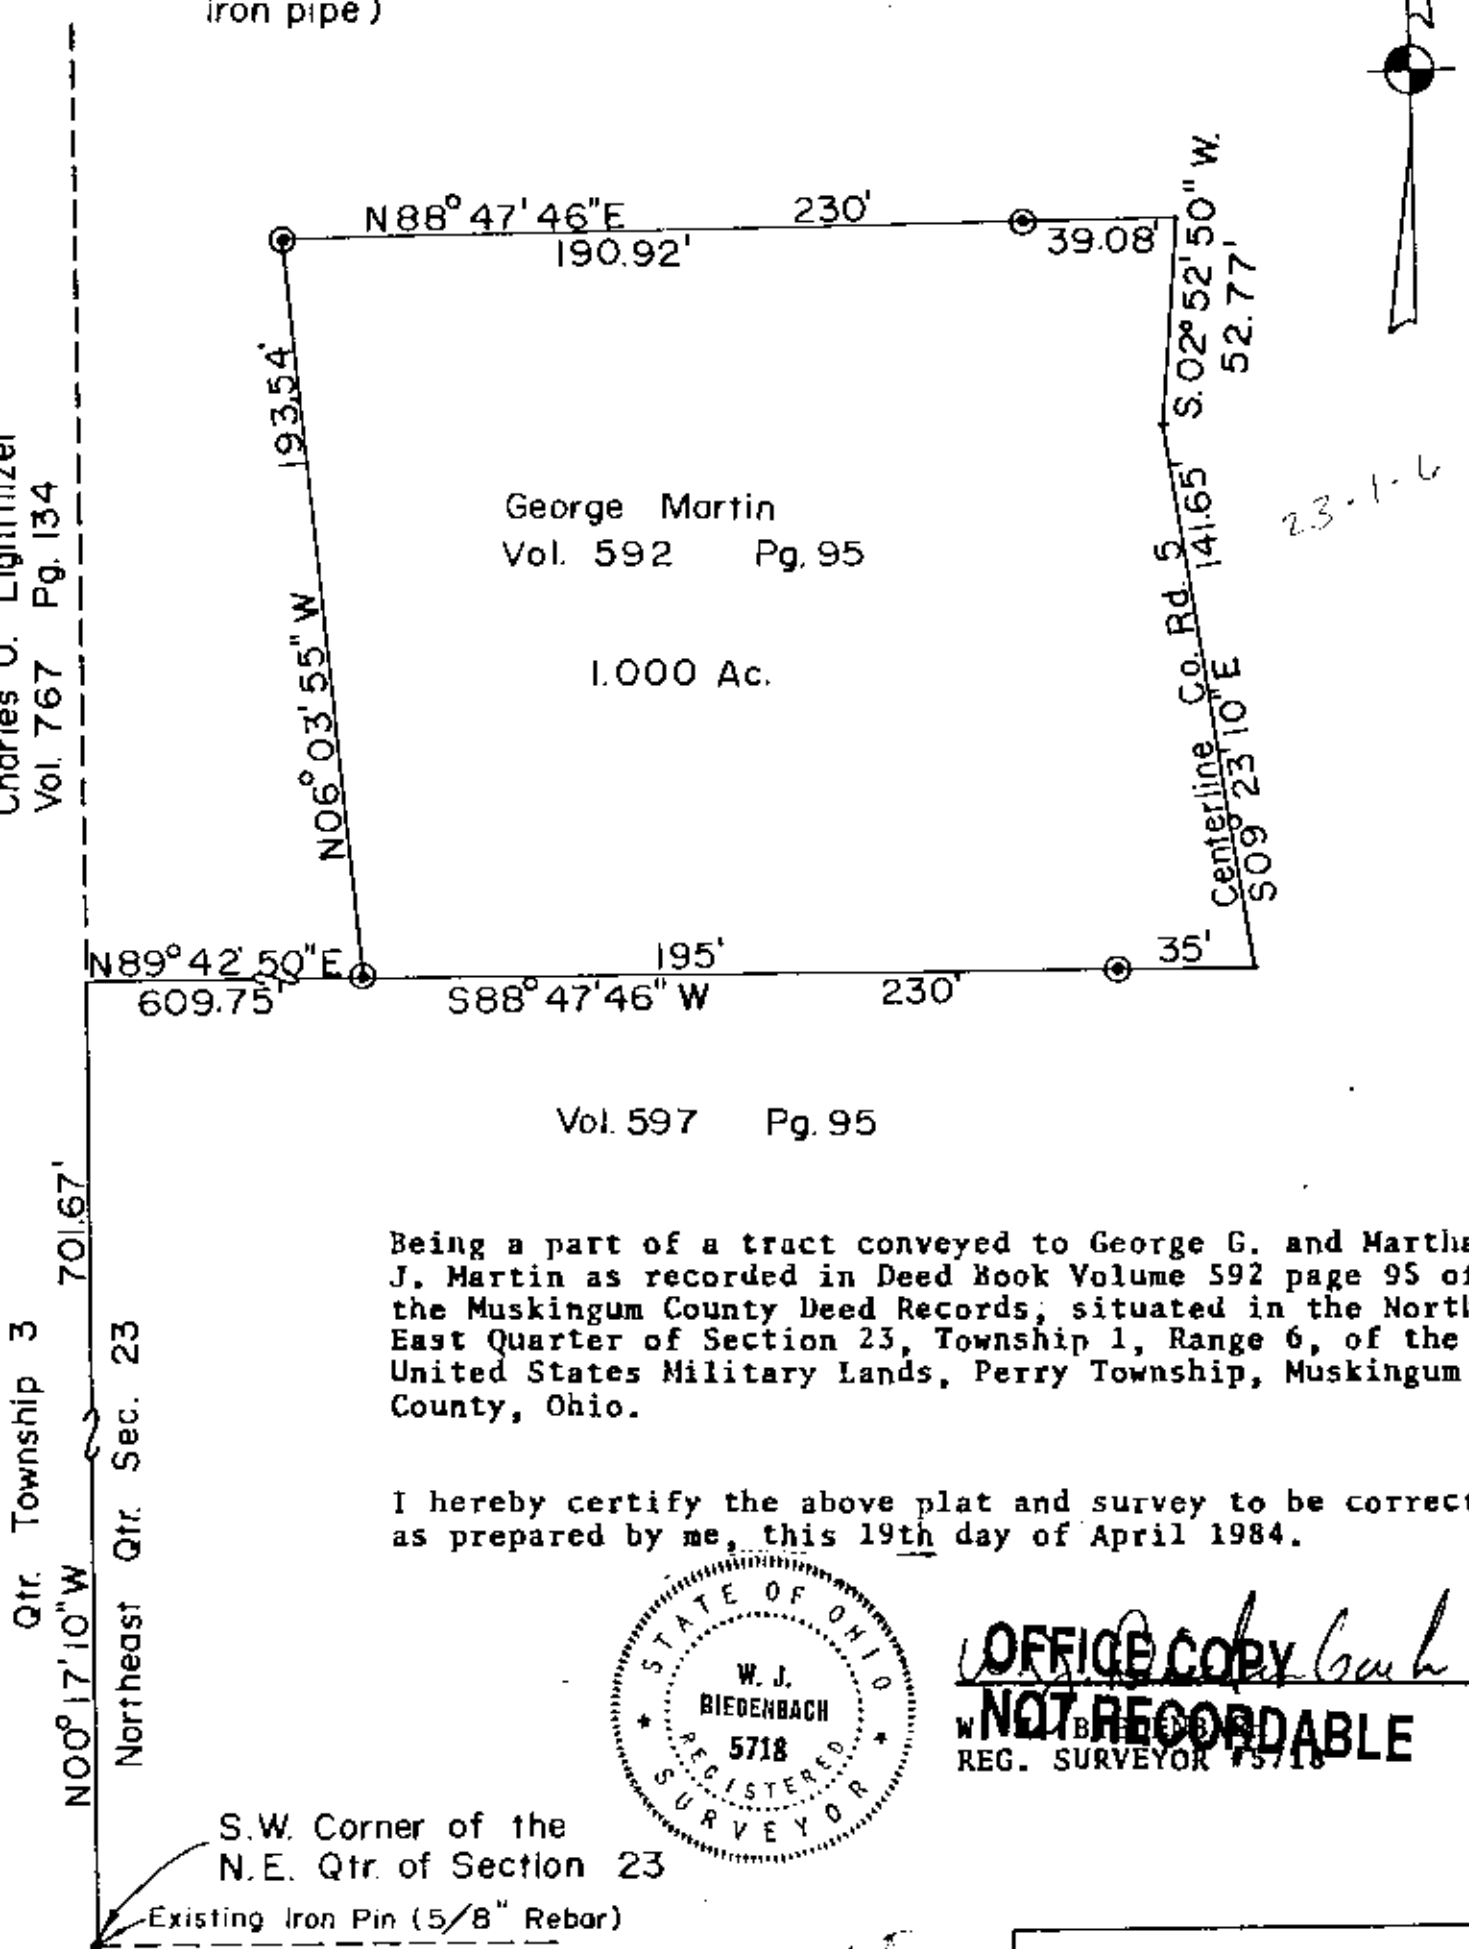 iron pipe)
N88° 47' 46"E 230'
190.92'
39.08'
S.02° 52' 50" W.
52.77'
193.54'
N06° 03' 55" W
George Martin
Vol. 592 Pg. 95
1.000 Ac.
141.65'
Centerline Co. Rd. 5
S09° 23' 10" E
23-1-6
Vol. 767 Pg. 134
N89° 42' 50" E
609.75'
195'
35'
S88° 47' 46" W 230'
Vol. 597 Pg. 95
701.67'
N00° 17' 10" W
Qtr. Township 3
Northeast Qtr. Sec. 23
Being a part of a tract conveyed to George G. and Martha
J. Martin as recorded in Deed Book Volume 592 page 95 of
the Muskingum County Deed Records, situated in the North
East Quarter of Section 23, Township 1, Range 6, of the
United States Military Lands, Perry Township, Muskingum
County, Ohio.
I hereby certify the above plat and survey to be correct
as prepared by me, this 19th day of April 1984.
STATE OF OHIO
W. J.
BIEDENBACH
5718
REGISTERED
SURVEYOR
OFFICE COPY
NOT RECORDABLE
REG. SURVEYOR #5718
S.W. Corner of the
N.E. Qtr. of Section 23
Existing Iron Pin (5/8" Rebar)